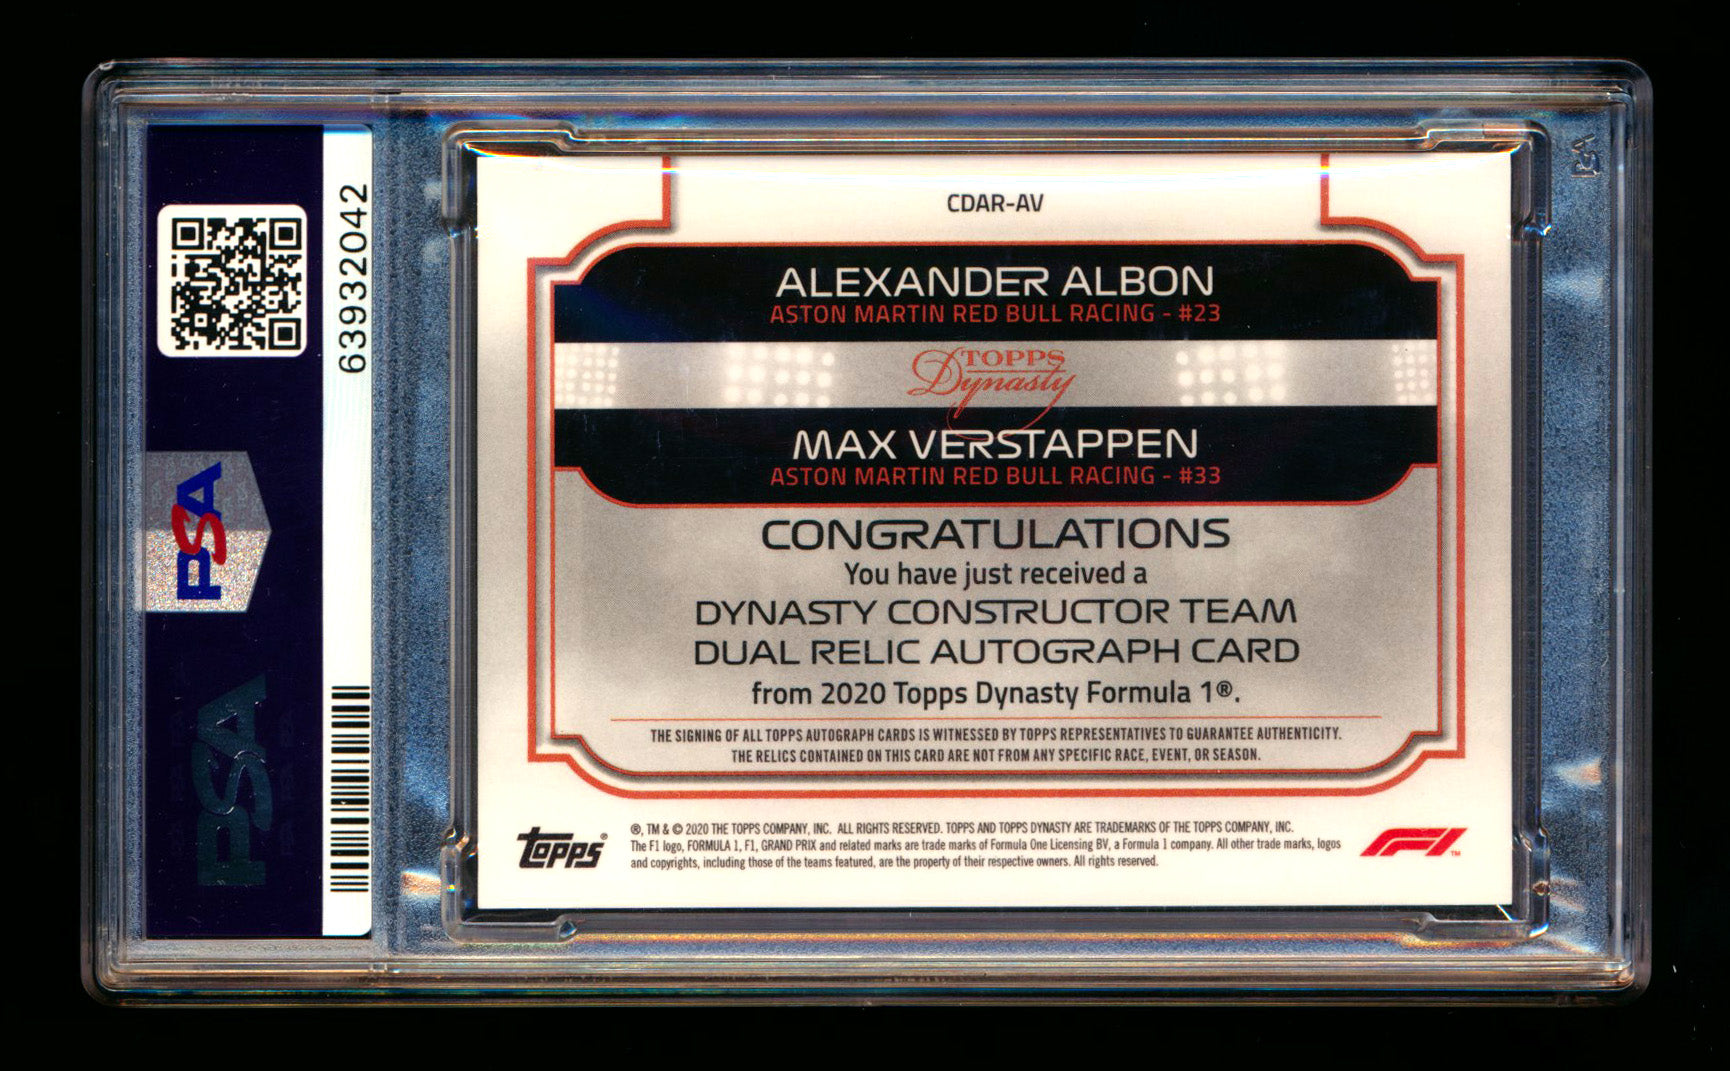 63932042
PSA
PSA
PSA
CDAR-AV
ALEXANDER ALBON
ASTON MARTIN RED BULL RACING - #23
TOPPS
Dynasty
MAX VERSTAPPEN
ASTON MARTIN RED BULL RACING - #33
CONGRATULATIONS
You have just received a
DYNASTY CONSTRUCTOR TEAM
DUAL RELIC AUTOGRAPH CARD
from 2020 Topps Dynasty Formula 1®.
THE SIGNING OF ALL TOPPS AUTOGRAPH CARDS IS WITNESSED BY TOPPS REPRESENTATIVES TO GUARANTEE AUTHENTICITY.
THE RELICS CONTAINED ON THIS CARD ARE NOT FROM ANY SPECIFIC RACE, EVENT, OR SEASON.
Topps®
®, TM & © 2020 THE TOPPS COMPANY, INC. ALL RIGHTS RESERVED. TOPPS AND TOPPS DYNASTY ARE TRADEMARKS OF THE TOPPS COMPANY, INC.
The F1 logo, FORMULA 1, F1, GRAND PRIX and related marks are trade marks of Formula One Licensing BV, a Formula 1 company. All other trade marks, logos
and copyrights, including those of the teams featured, are the property of their respective owners. All rights reserved.
F1™